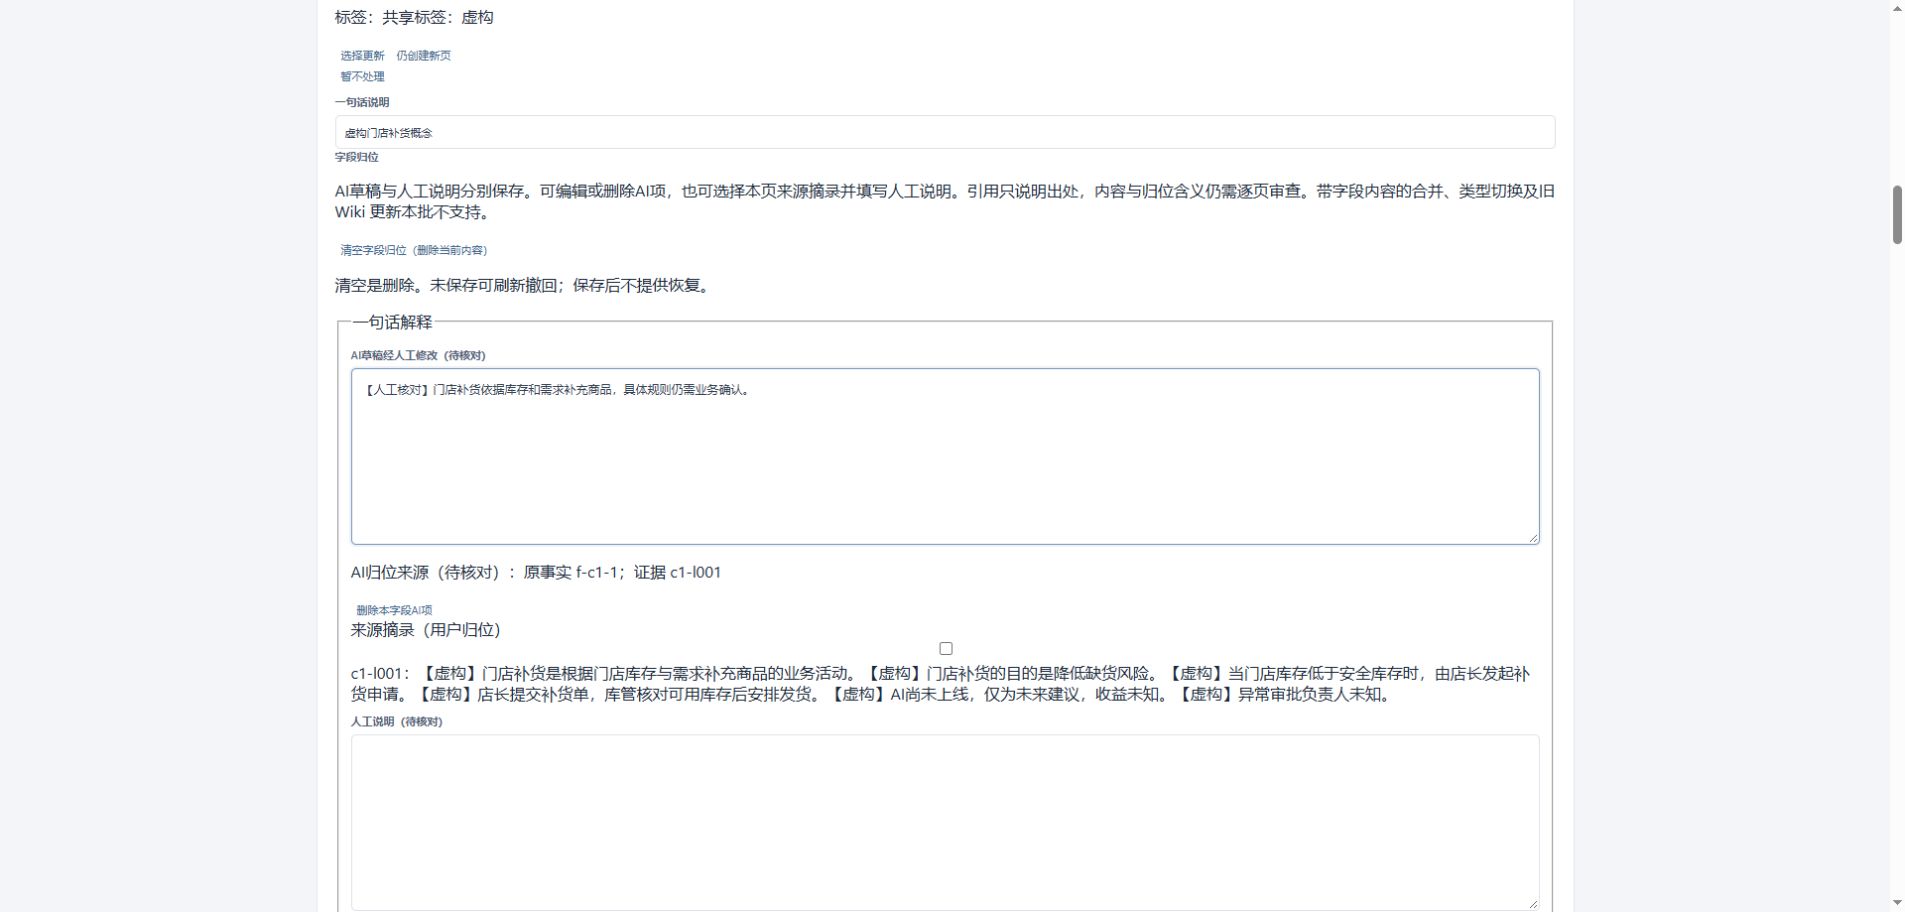 标签：共享标签：虚构
选择更新 仍创建新页
暂不处理
一句话说明
虚构门店补货概念
字段归位
AI草稿与人工说明分别保存。可编辑或删除AI项，也可选择本页来源摘录并填写人工说明。引用只说明出处，内容与归位含义仍需逐页审查。带字段内容的合并、类型切换及旧
Wiki 更新本批不支持。
清空字段归位（删除当前内容）
清空是删除。未保存可刷新撤回；保存后不提供恢复。
一句话解释
AI草稿经人工修改（待核对）
【人工核对】门店补货依据库存和需求补充商品，具体规则仍需业务确认。
AI归位来源（待核对）：原事实 f-c1-1；证据 c1-l001
删除本字段AI项
来源摘录（用户归位）
c1-l001：【虚构】门店补货是根据门店库存与需求补充商品的业务活动。【虚构】门店补货的目的是降低缺货风险。【虚构】当门店库存低于安全库存时，由店长发起补
货申请。【虚构】店长提交补货单，库管核对可用库存后安排发货。【虚构】AI尚未上线，仅为未来建议，收益未知。【虚构】异常审批负责人未知。
人工说明（待核对）